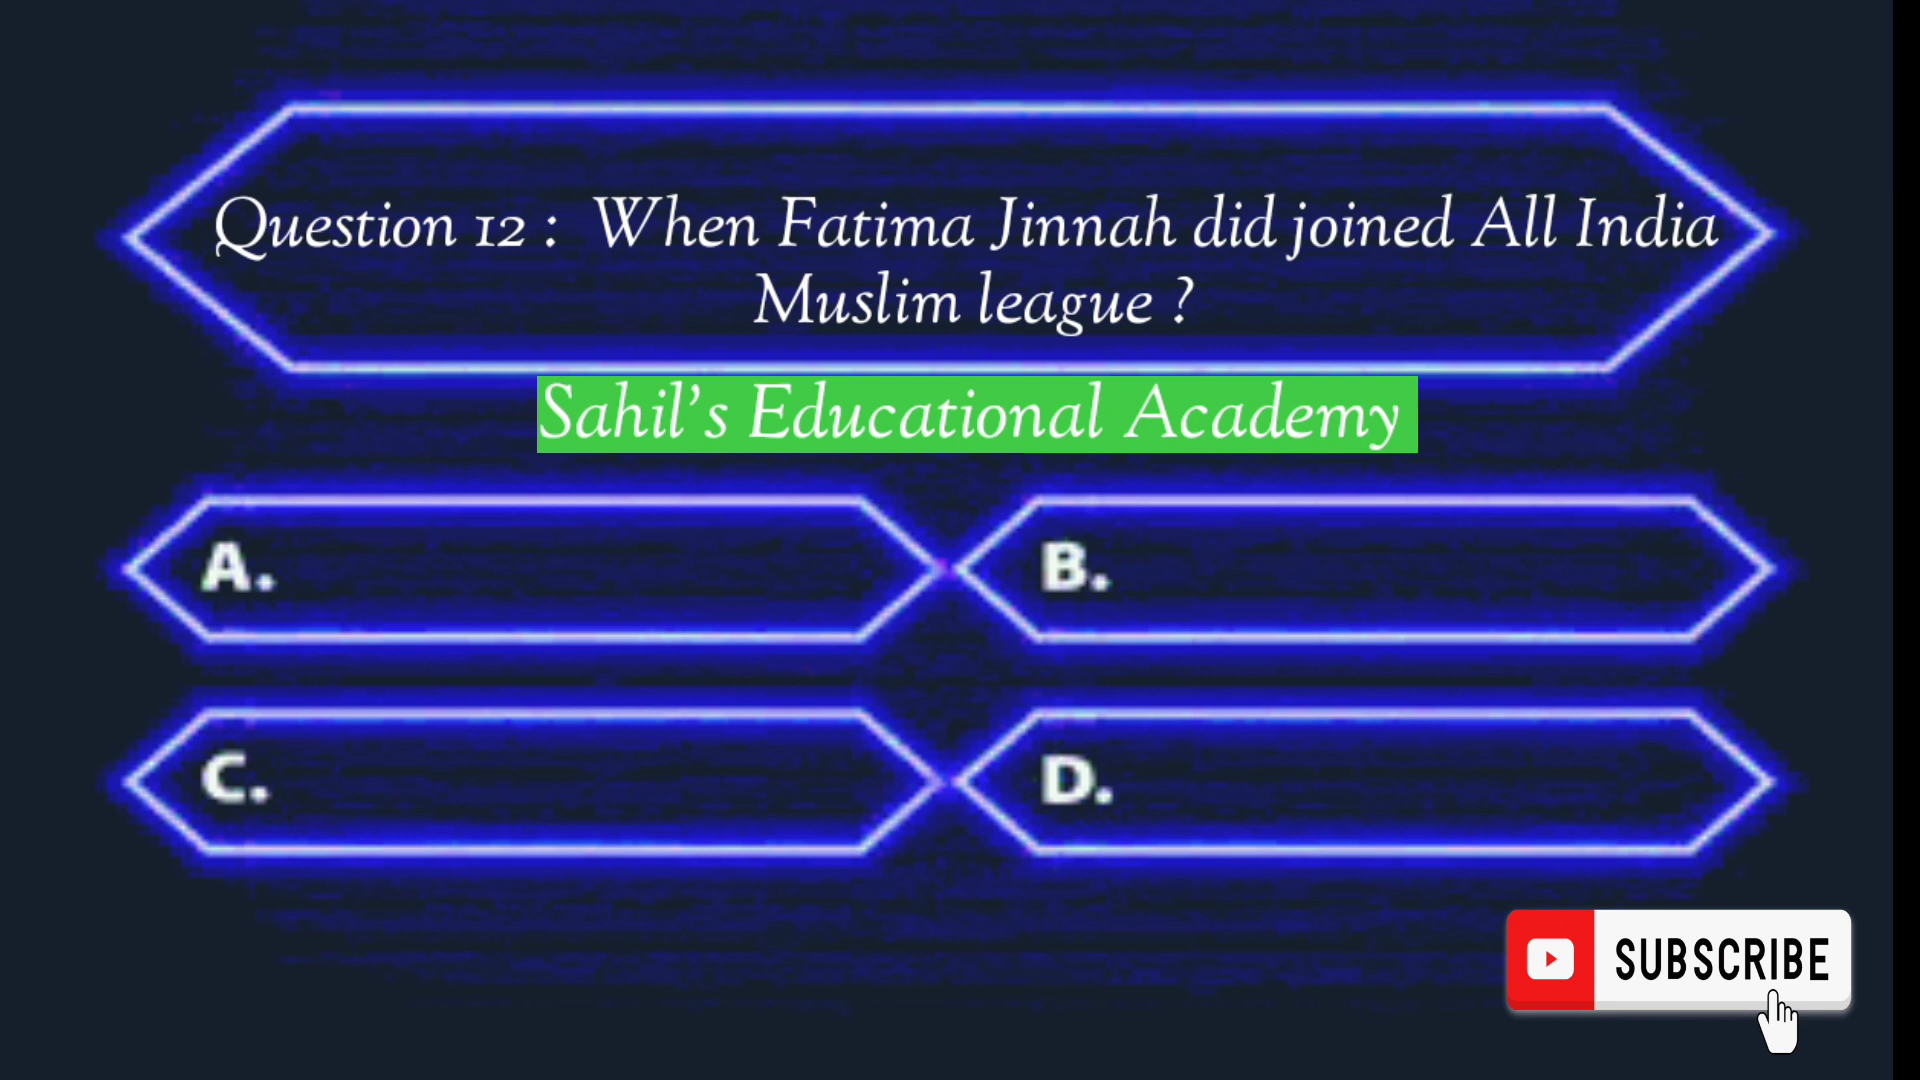 Question 12 : When Fatima Jinnah did joined All India
Muslim league ?
Sahil's Educational Academy
A.
B.
C.
D.
SUBSCRIBE